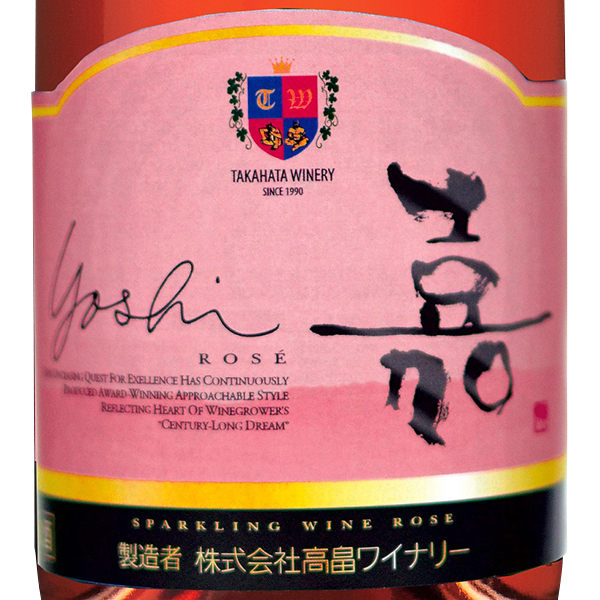 T W
TAKAHATA WINERY
SINCE 1990
嘉
Yoshi
ROSÉ
QUEST FOR EXELLENCE HAS CONTINUOUSLY
PRODUCED AWARD-WINNING APPROACHABLE STYLE
REFLECTING HEART OF WINEGROWER'S
"CENTURY-LONG DREAM"
SPARKLING WINE ROSE
製造者 株式会社高畠ワイナリー